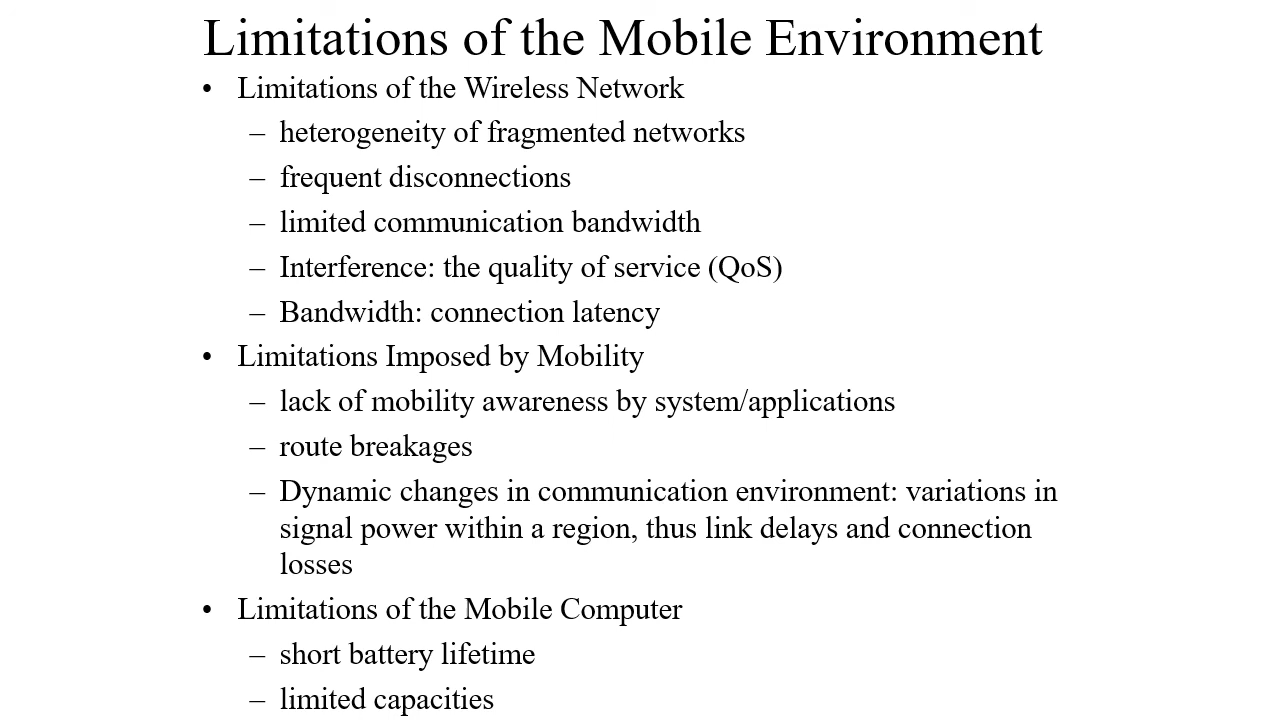 Limitations of the Mobile Environment
• Limitations of the Wireless Network
– heterogeneity of fragmented networks
– frequent disconnections
– limited communication bandwidth
– Interference: the quality of service (QoS)
– Bandwidth: connection latency
• Limitations Imposed by Mobility
– lack of mobility awareness by system/applications
– route breakages
– Dynamic changes in communication environment: variations in
signal power within a region, thus link delays and connection
losses
• Limitations of the Mobile Computer
– short battery lifetime
– limited capacities